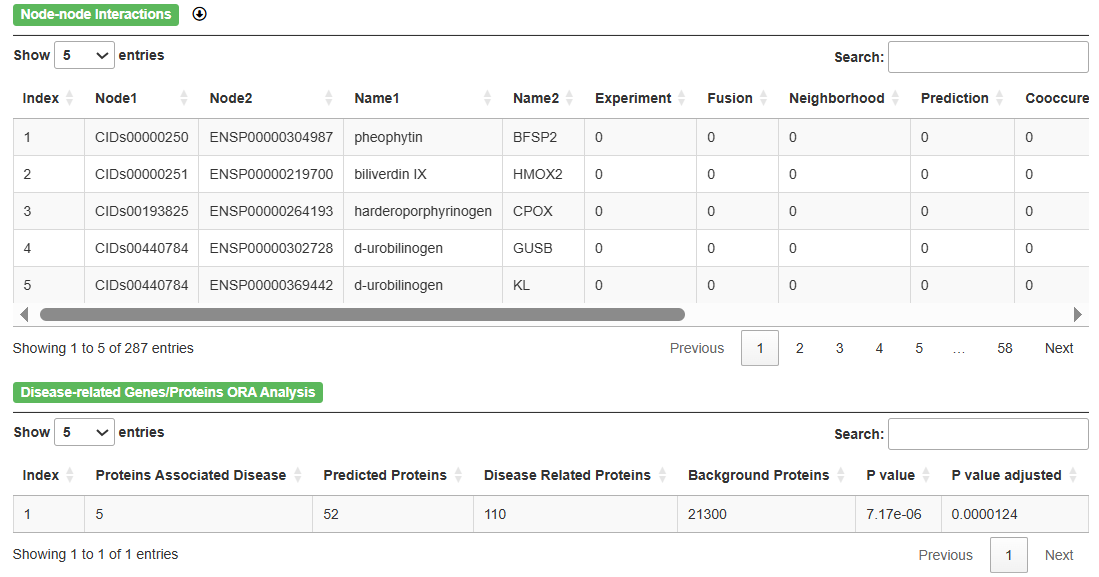 Node-node Interactions
Show 5 entries Search:
Index Node1 Node2 Name1 Name2 Experiment Fusion Neighborhood Prediction Cooccure
1 CIDs00000250 ENSP00000304987 pheophytin BFSP2 0 0 0 0 0
2 CIDs00000251 ENSP00000219700 biliverdin IX HMOX2 0 0 0 0 0
3 CIDs00193825 ENSP00000264193 harderoporphyrinogen CPOX 0 0 0 0 0
4 CIDs00440784 ENSP00000302728 d-urobilinogen GUSB 0 0 0 0 0
5 CIDs00440784 ENSP00000369442 d-urobilinogen KL 0 0 0 0 0
Showing 1 to 5 of 287 entries Previous 1 2 3 4 5 … 58 Next
Disease-related Genes/Proteins ORA Analysis
Show 5 entries Search:
Index Proteins Associated Disease Predicted Proteins Disease Related Proteins Background Proteins P value P value adjusted
1 5 52 110 21300 7.17e-06 0.0000124
Showing 1 to 1 of 1 entries Previous 1 Next